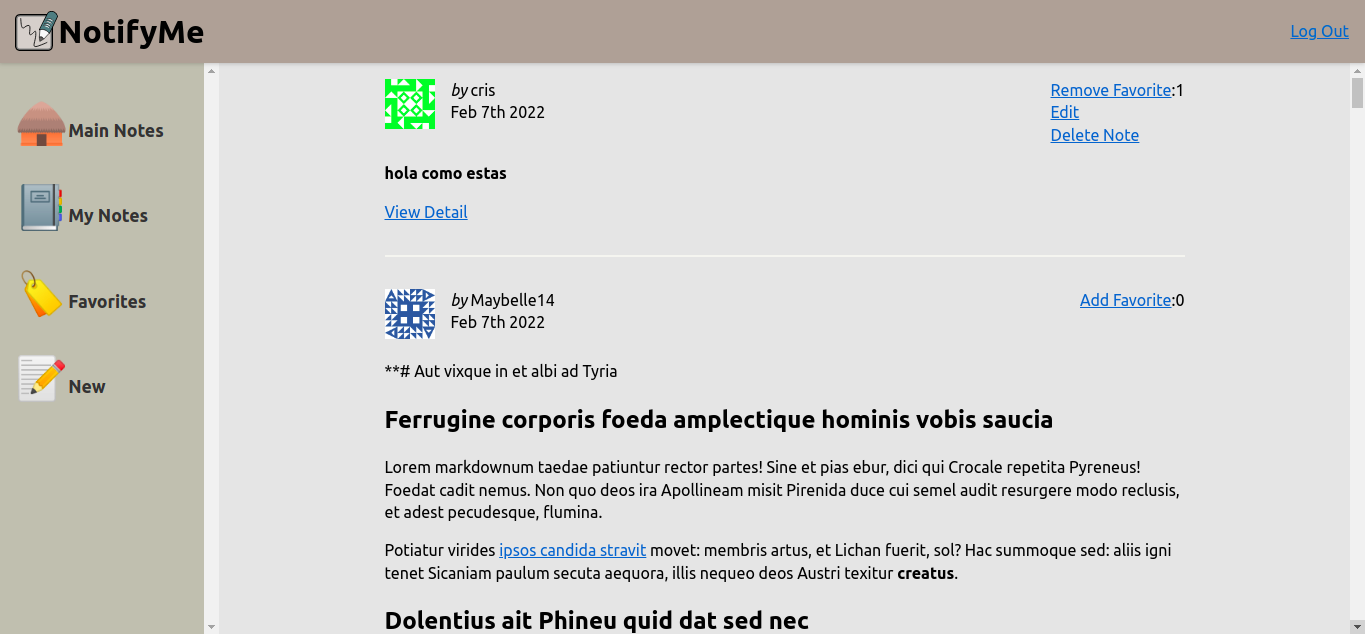 NotifyMe
Log Out
Main Notes
My Notes
Favorites
New
by cris
Feb 7th 2022
Remove Favorite:1
Edit
Delete Note
hola como estas
View Detail
by Maybelle14
Feb 7th 2022
Add Favorite:0
**# Aut vixque in et albi ad Tyria
Ferrugine corporis foeda amplectique hominis vobis saucia
Lorem markdownum taedae patiuntur rector partes! Sine et pias ebur, dici qui Crocale repetita Pyreneus!
Foedat cadit nemus. Non quo deos ira Apollineam misit Pirenida duce cui semel audit resurgere modo reclusis,
et adest pecudesque, flumina.
Potiatur virides ipsos candida stravit movet: membris artus, et Lichan fuerit, sol? Hac summoque sed: aliis igni
tenet Sicaniam paulum secuta aequora, illis nequeo deos Austri texitur creatus.
Dolentius ait Phineu quid dat sed nec